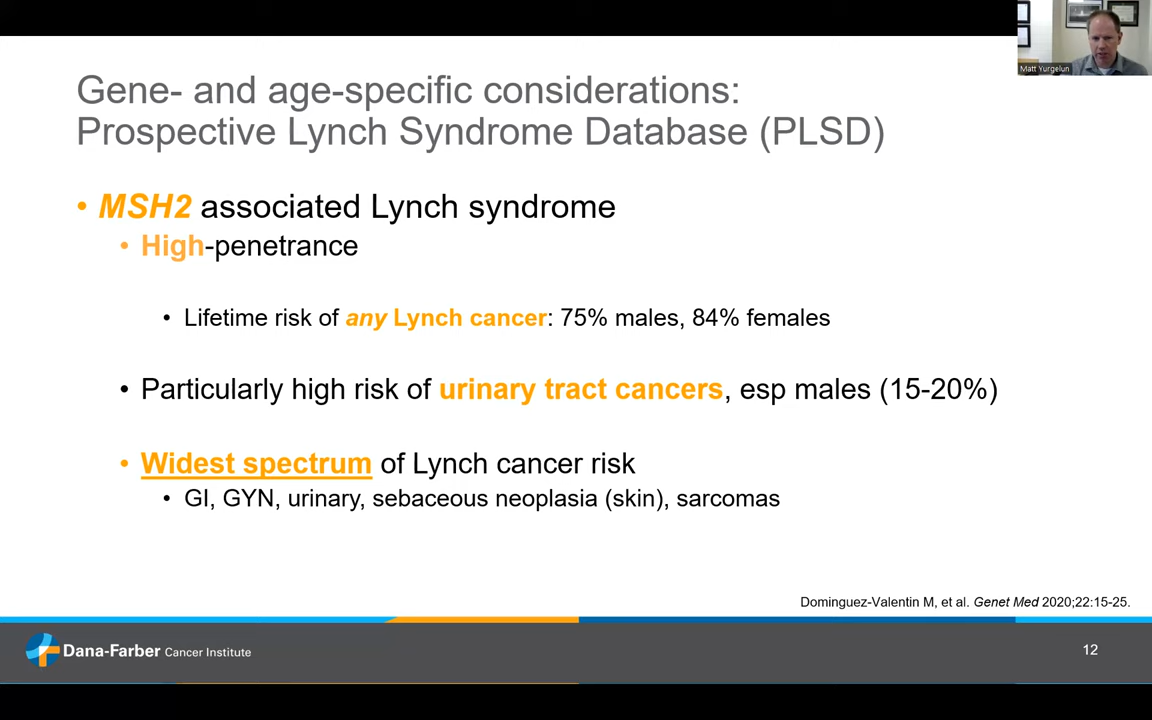 Matt Yurgelun
Gene- and age-specific considerations:
Prospective Lynch Syndrome Database (PLSD)
• MSH2 associated Lynch syndrome
• High-penetrance
• Lifetime risk of any Lynch cancer: 75% males, 84% females
• Particularly high risk of urinary tract cancers, esp males (15-20%)
• Widest spectrum of Lynch cancer risk
• GI, GYN, urinary, sebaceous neoplasia (skin), sarcomas
Dominguez-Valentin M, et al. Genet Med 2020;22:15-25.
Dana-Farber Cancer Institute
12